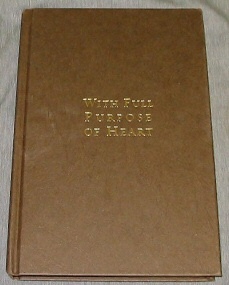 WITH FULL
PURPOSE
OF HEART